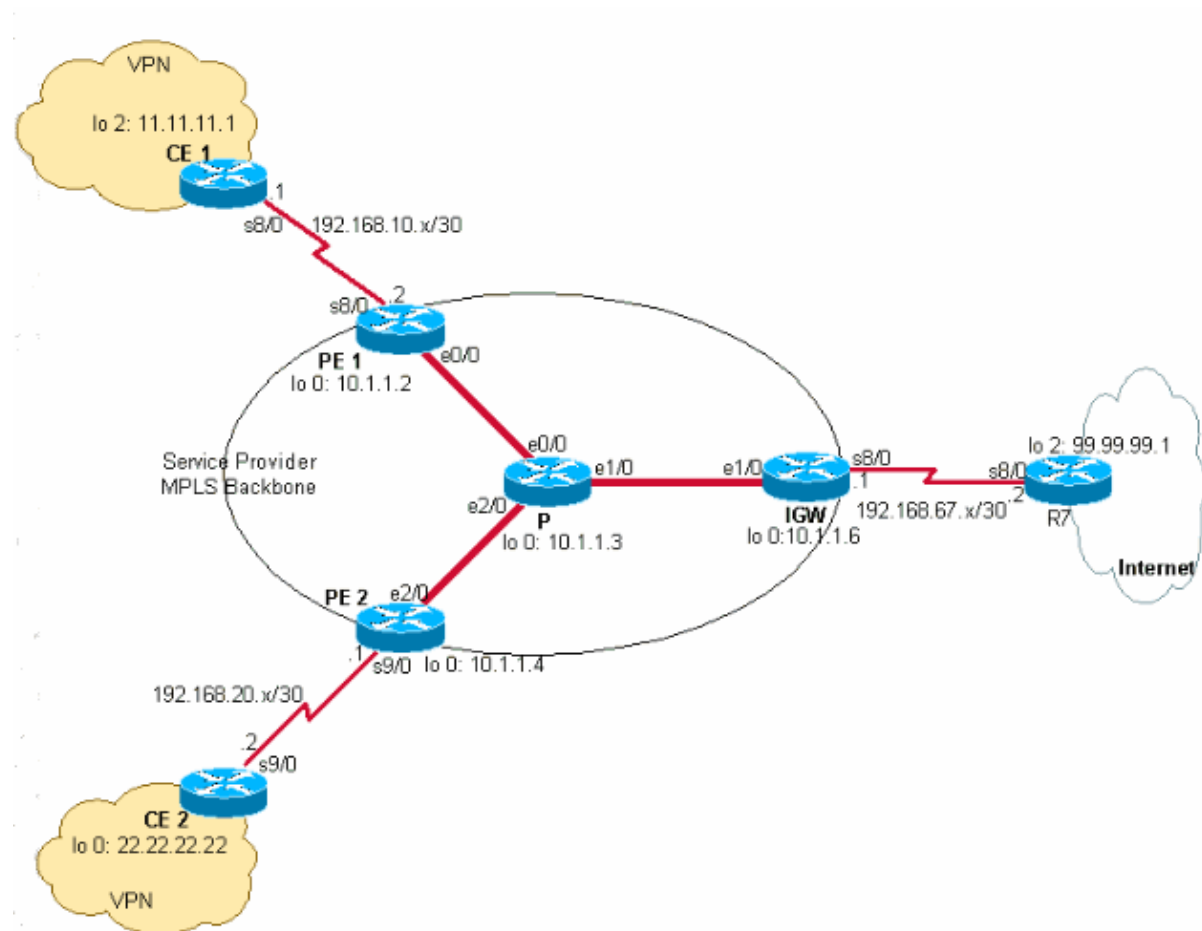 VPN
lo 2: 11.11.11.1
CE 1
.1
s8/0
192.168.10.x/30
.2
s8/0
PE 1
e0/0
lo 0: 10.1.1.2
Service Provider
MPLS Backbone
e0/0
e1/0
e1/0
e2/0
P
lo 0: 10.1.1.3
s8/0
.1
IGW
lo 0:10.1.1.6
192.168.67.x/30
lo 2: 99.99.99.1
s8/0
.2
R7
Internet
PE 2
e2/0
.1
s9/0
lo 0: 10.1.1.4
192.168.20.x/30
.2
s9/0
CE 2
lo 0: 22.22.22.22
VPN